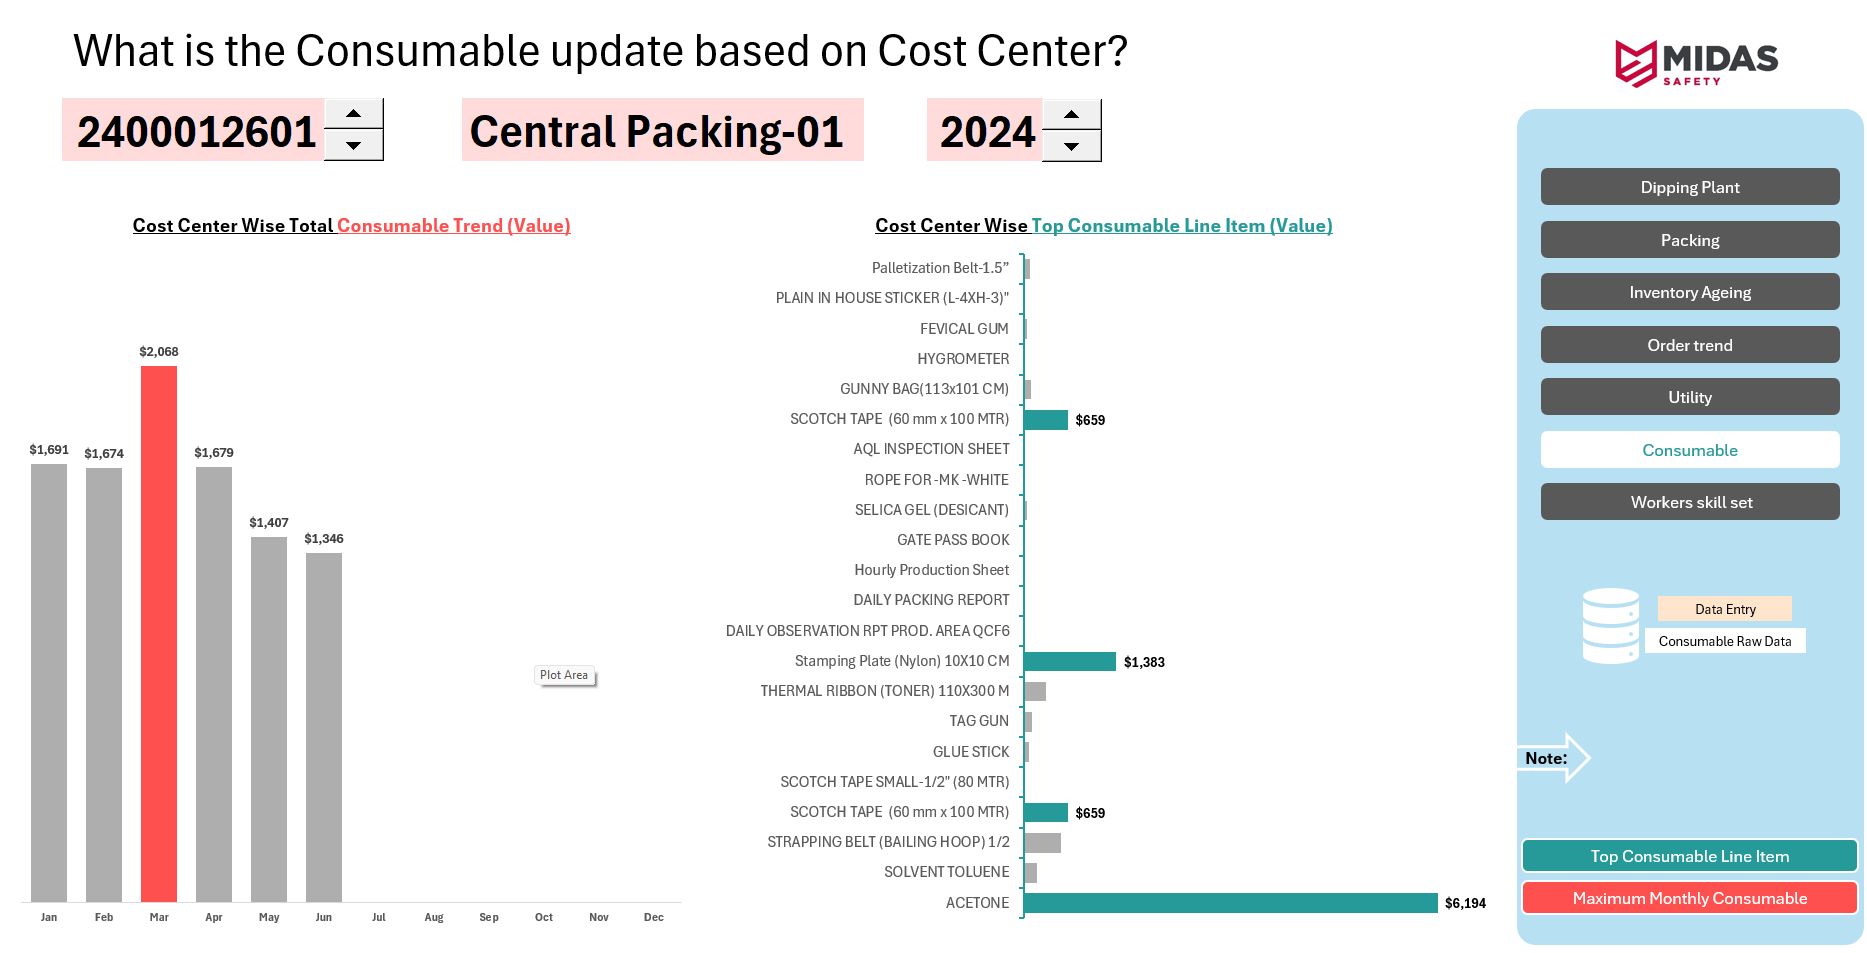 What is the Consumable update based on Cost Center?
MIDAS
SAFETY
2400012601
Central Packing-01
2024
Cost Center Wise Total Consumable Trend (Value)
$1,691
$1,674
$2,068
$1,679
$1,407
$1,346
Jan
Feb
Mar
Apr
May
Jun
Jul
Aug
Sep
Oct
Nov
Dec
Plot Area
Cost Center Wise Top Consumable Line Item (Value)
Palletization Belt-1.5”
PLAIN IN HOUSE STICKER (L-4XH-3)"
FEVICAL GUM
HYGROMETER
GUNNY BAG(113x101 CM)
SCOTCH TAPE (60 mm x 100 MTR)
$659
AQL INSPECTION SHEET
ROPE FOR -MK -WHITE
SELICA GEL (DESICANT)
GATE PASS BOOK
Hourly Production Sheet
DAILY PACKING REPORT
DAILY OBSERVATION RPT PROD. AREA QCF6
Stamping Plate (Nylon) 10X10 CM
$1,383
THERMAL RIBBON (TONER) 110X300 M
TAG GUN
GLUE STICK
SCOTCH TAPE SMALL-1/2" (80 MTR)
SCOTCH TAPE (60 mm x 100 MTR)
$659
STRAPPING BELT (BAILING HOOP) 1/2
SOLVENT TOLUENE
ACETONE
$6,194
Dipping Plant
Packing
Inventory Ageing
Order trend
Utility
Consumable
Workers skill set
Data Entry
Consumable Raw Data
Note:
Top Consumable Line Item
Maximum Monthly Consumable